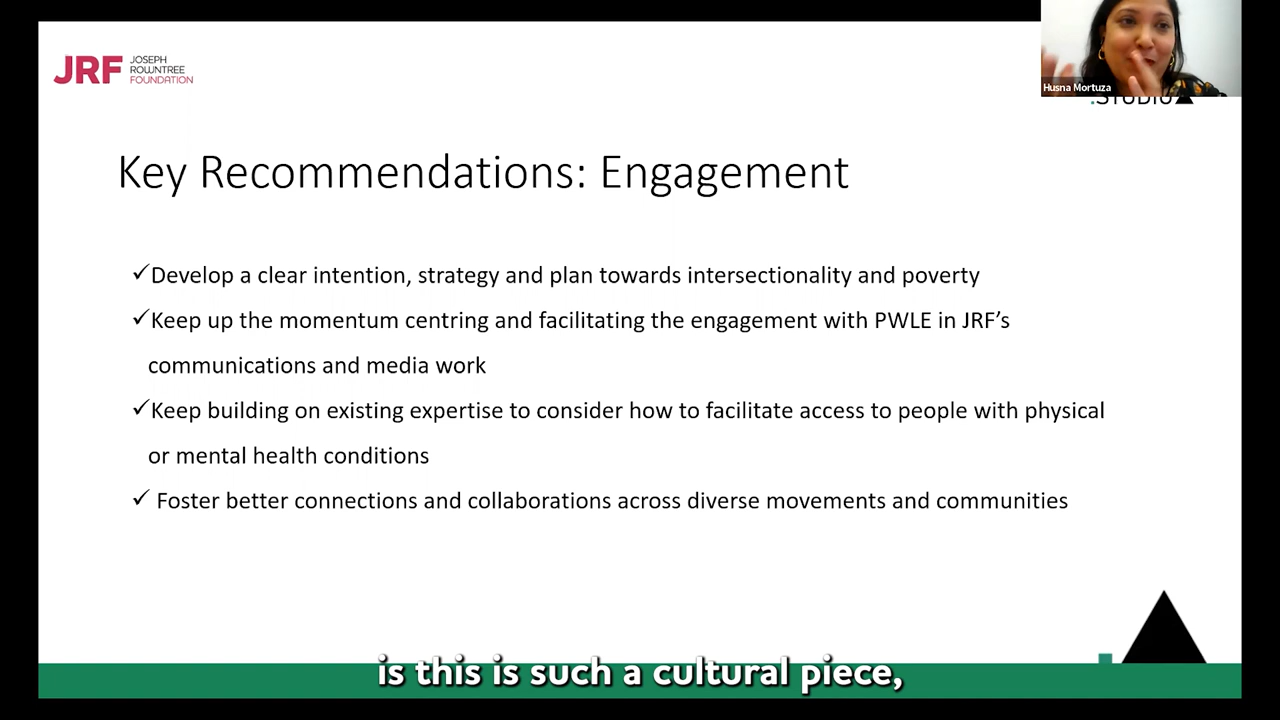 JRF JOSEPH
ROWNTREE
FOUNDATION
Husna Mortuza
.STUDIO
Key Recommendations: Engagement
✓Develop a clear intention, strategy and plan towards intersectionality and poverty
✓Keep up the momentum centring and facilitating the engagement with PWLE in JRF’s
communications and media work
✓Keep building on existing expertise to consider how to facilitate access to people with physical
or mental health conditions
✓ Foster better connections and collaborations across diverse movements and communities
is this is such a cultural piece,